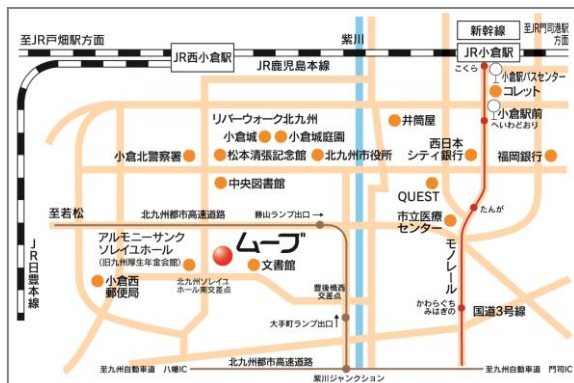 新幹線
至JR門司港駅
方面
至JR戸畑駅方面
紫川
JR西小倉駅
JR小倉駅
JR鹿児島本線
こくら
小倉駅バスセンター
コレット
小倉駅前
へいわどおり
リバーウォーク北九州
井筒屋
小倉城
小倉城庭園
小倉北警察署
松本清張記念館
北九州市役所
西日本
シティ銀行
福岡銀行
中央図書館
QUEST
至若松
北九州都市高速道路
勝山ランプ出口→
市立医療
センター
たんが
アルモニーサンク
ソレイユホール
(旧九州厚生年金会館)
ムーブ
文書館
モノレール
JR日豊本線
小倉西
郵便局
北九州ソレイユ
ホール南交差点
豊後橋西
交差点
かわらぐち
みはぎの
国道3号線
大手町ランプ出口↑
北九州都市高速道路
至九州自動車道 八幡IC
至九州自動車道 門司IC
紫川ジャンクション